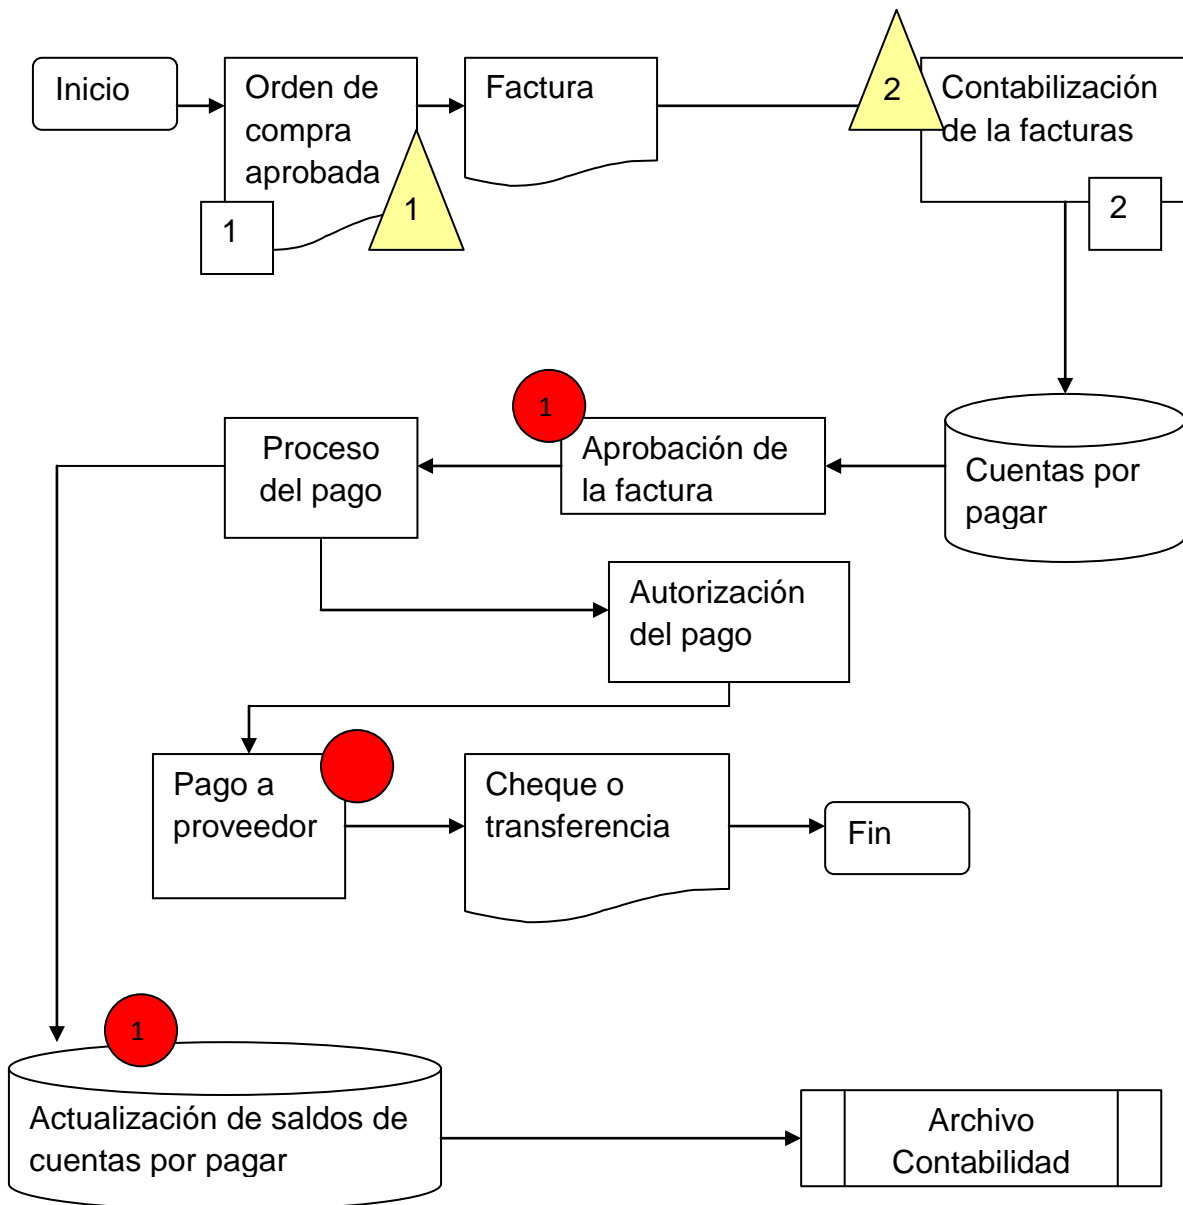 Inicio
Orden de
compra
aprobada
1
1
Factura
2
Contabilización
de la facturas
2
1
Proceso
del pago
Aprobación de
la factura
Cuentas por
pagar
Autorización
del pago
Pago a
proveedor
Cheque o
transferencia
Fin
1
Actualización de saldos de
cuentas por pagar
Archivo
Contabilidad